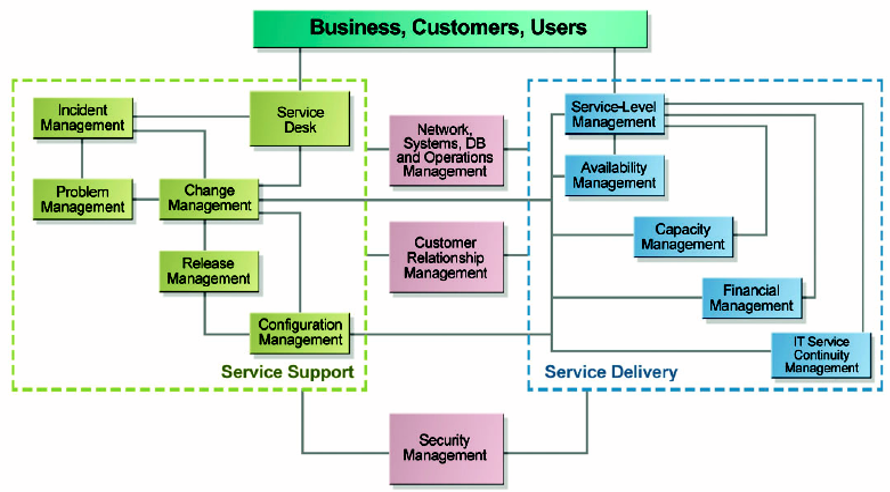 Business, Customers, Users
Incident
Management
Service
Desk
Problem
Management
Change
Management
Release
Management
Configuration
Management
Service Support
Network,
Systems, DB
and Operations
Management
Customer
Relationship
Management
Security
Management
Service-Level
Management
Availability
Management
Capacity
Management
Financial
Management
IT Service
Continuity
Management
Service Delivery